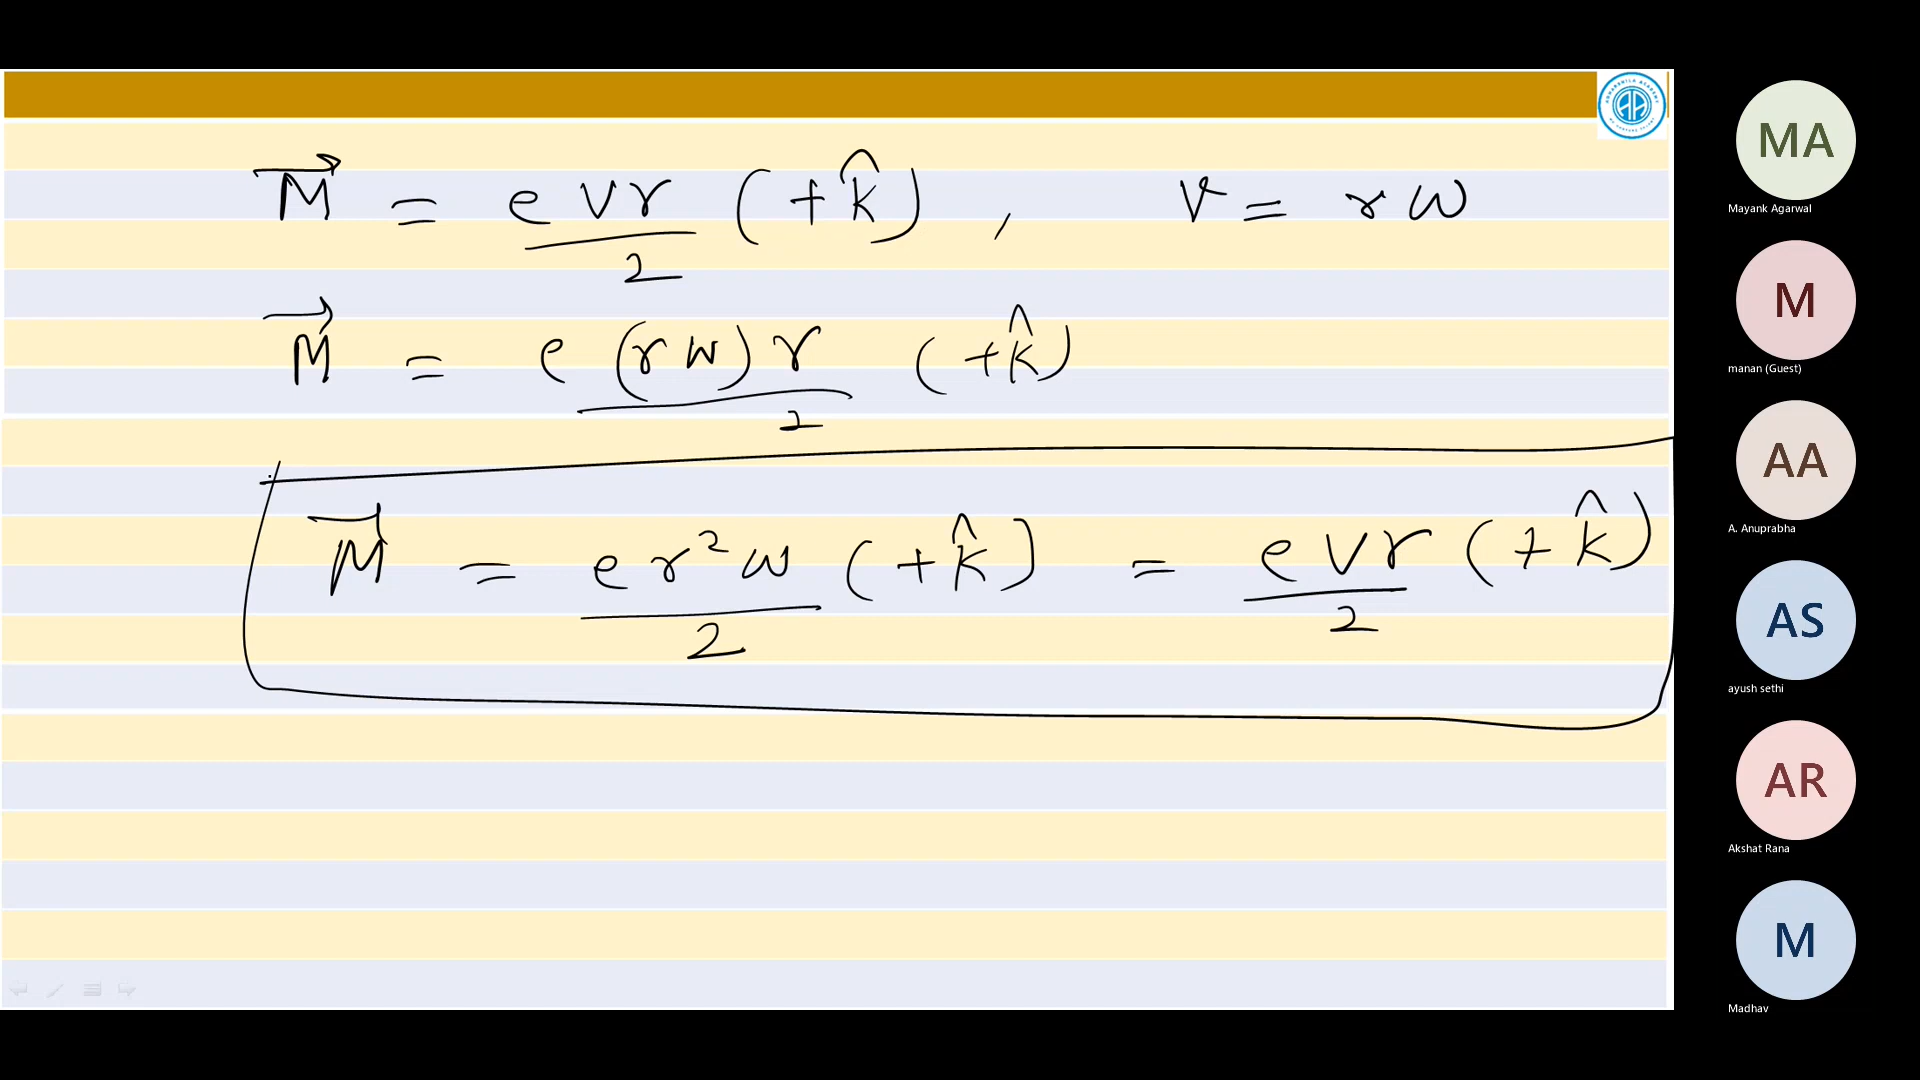 M⃗ = evr/2 (+k̂) , v = rω
M⃗ = e(rω)r/2 (+k̂)
M⃗ = er²ω/2 (+k̂) = evr/2 (+k̂)
MA
Mayank Agarwal
M
manan (Guest)
AA
A. Anuprabha
AS
ayush sethi
AR
Akshat Rana
M
Madhav